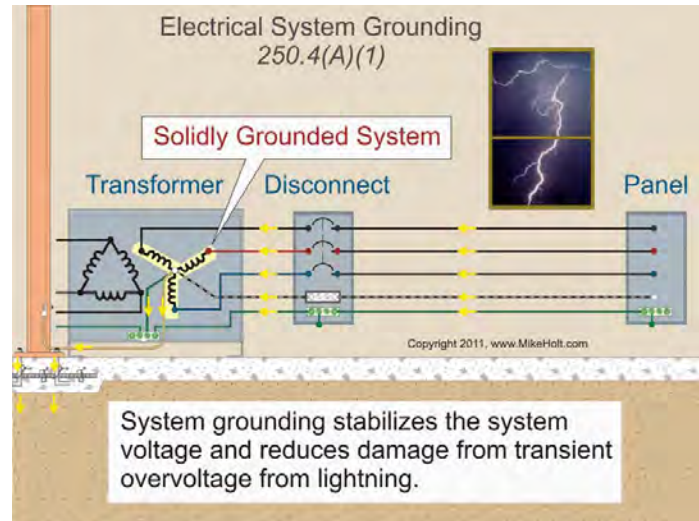 Electrical System Grounding
250.4(A)(1)
Solidly Grounded System
Transformer
Disconnect
Panel
Copyright 2011, www.MikeHolt.com
System grounding stabilizes the system
voltage and reduces damage from transient
overvoltage from lightning.